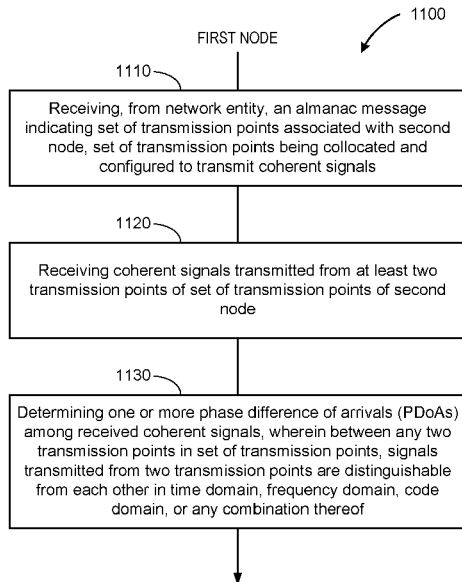 1100
FIRST NODE
1110
Receiving, from network entity, an almanac message
indicating set of transmission points associated with second
node, set of transmission points being collocated and
configured to transmit coherent signals
1120
Receiving coherent signals transmitted from at least two
transmission points of set of transmission points of second
node
1130
Determining one or more phase difference of arrivals (PDoAs)
among received coherent signals, wherein between any two
transmission points in set of transmission points, signals
transmitted from two transmission points are distinguishable
from each other in time domain, frequency domain, code
domain, or any combination thereof